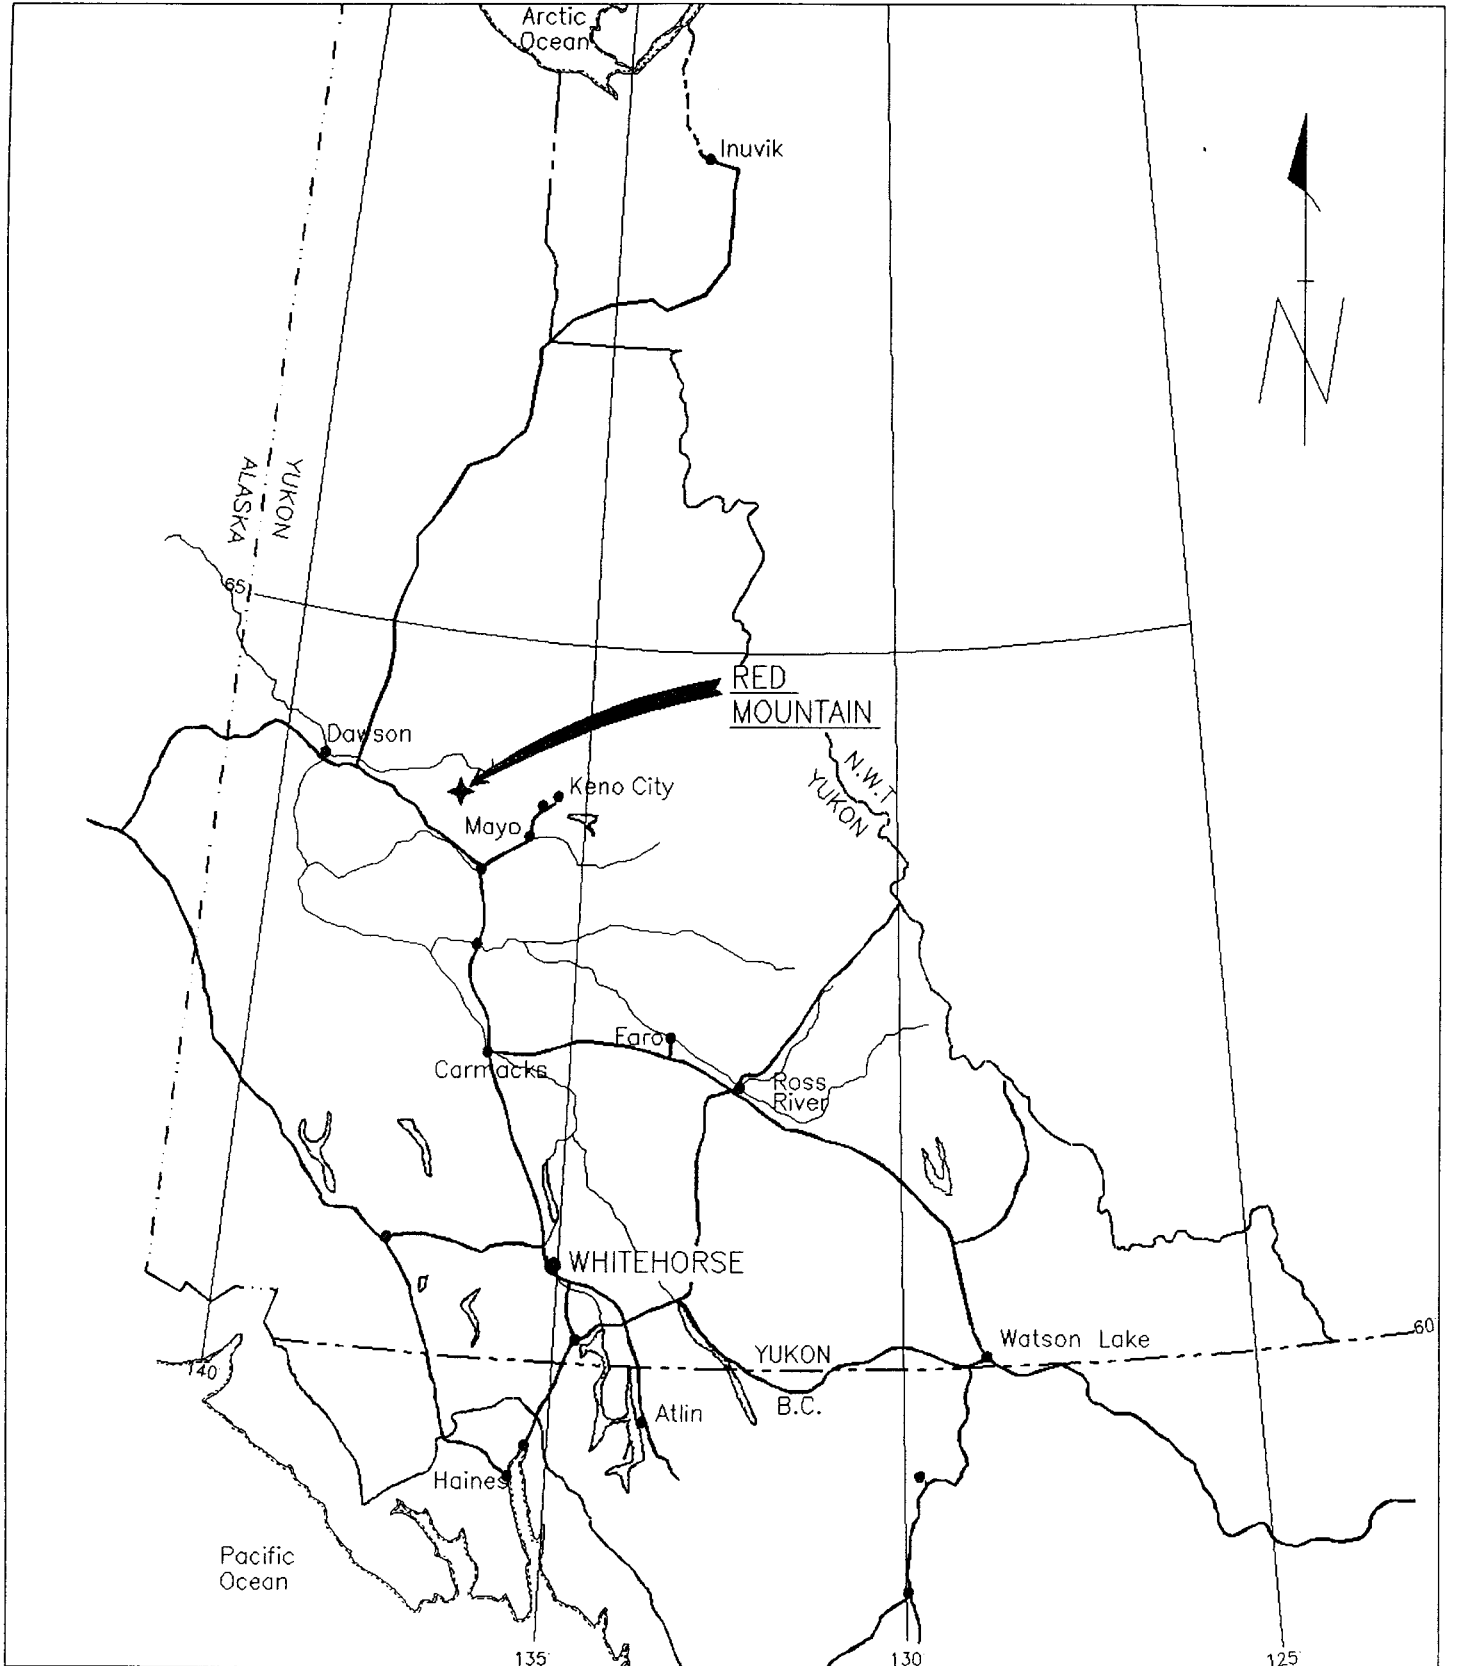 Arctic
Ocean
Inuvik
N
YUKON
ALASKA
65
RED
MOUNTAIN
Dawson
N.W.T
YUKON
Keno City
Mayo
Faro
Carmacks
Ross
River
WHITEHORSE
60
Watson Lake
YUKON
140
B.C.
Atlin
Haines
Pacific
Ocean
135
130
125